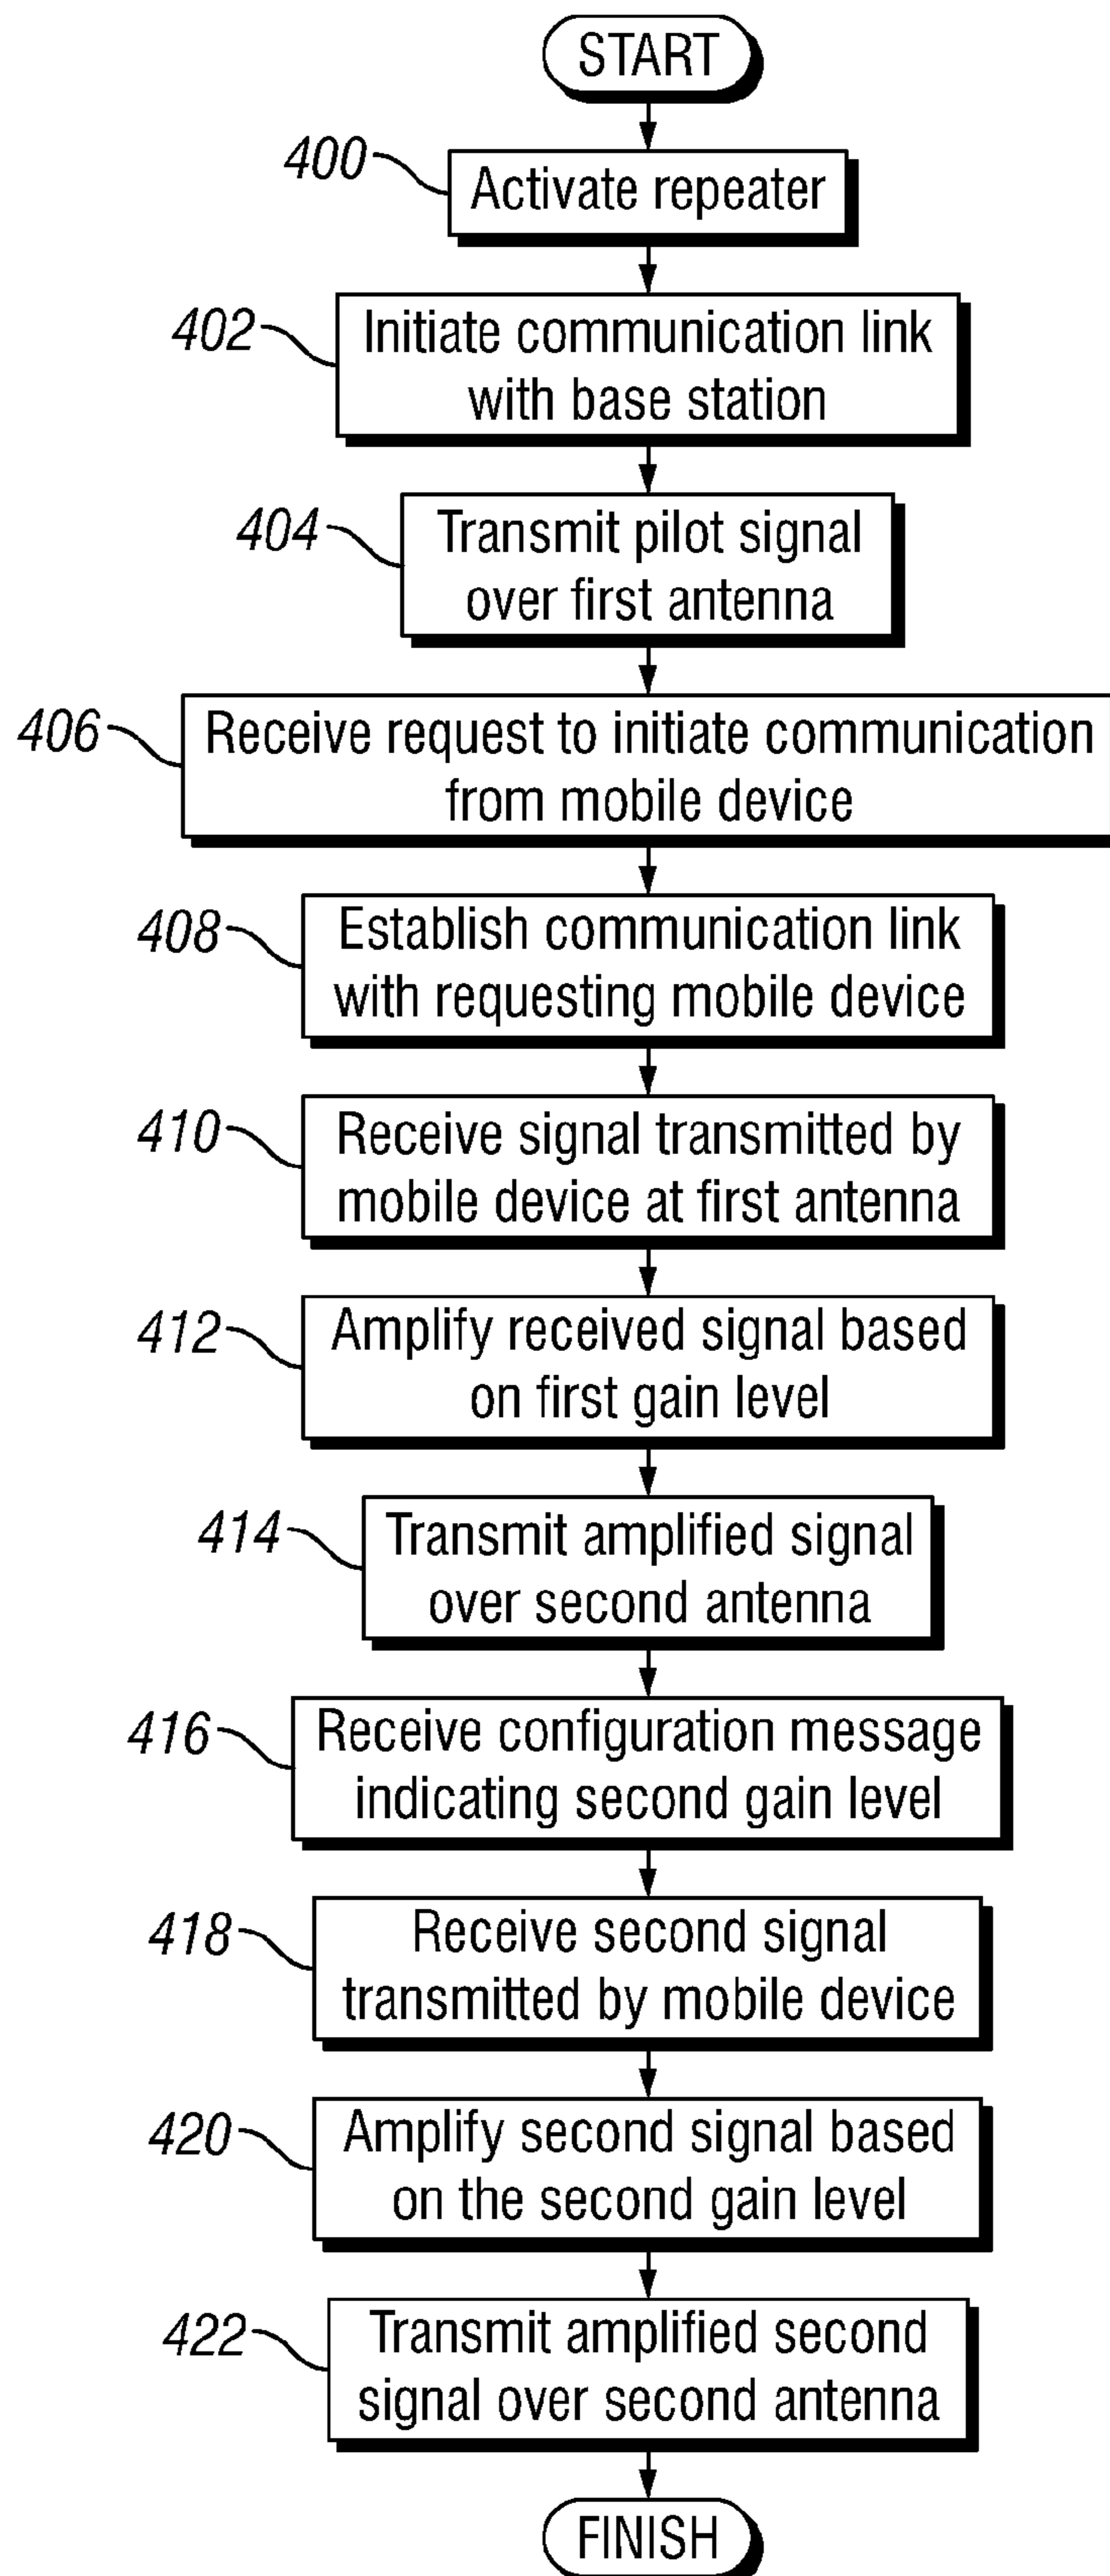 START
400
Activate repeater
402
Initiate communication link
with base station
404
Transmit pilot signal
over first antenna
406
Receive request to initiate communication
from mobile device
408
Establish communication link
with requesting mobile device
410
Receive signal transmitted by
mobile device at first antenna
412
Amplify received signal based
on first gain level
414
Transmit amplified signal
over second antenna
416
Receive configuration message
indicating second gain level
418
Receive second signal
transmitted by mobile device
420
Amplify second signal based
on the second gain level
422
Transmit amplified second
signal over second antenna
FINISH